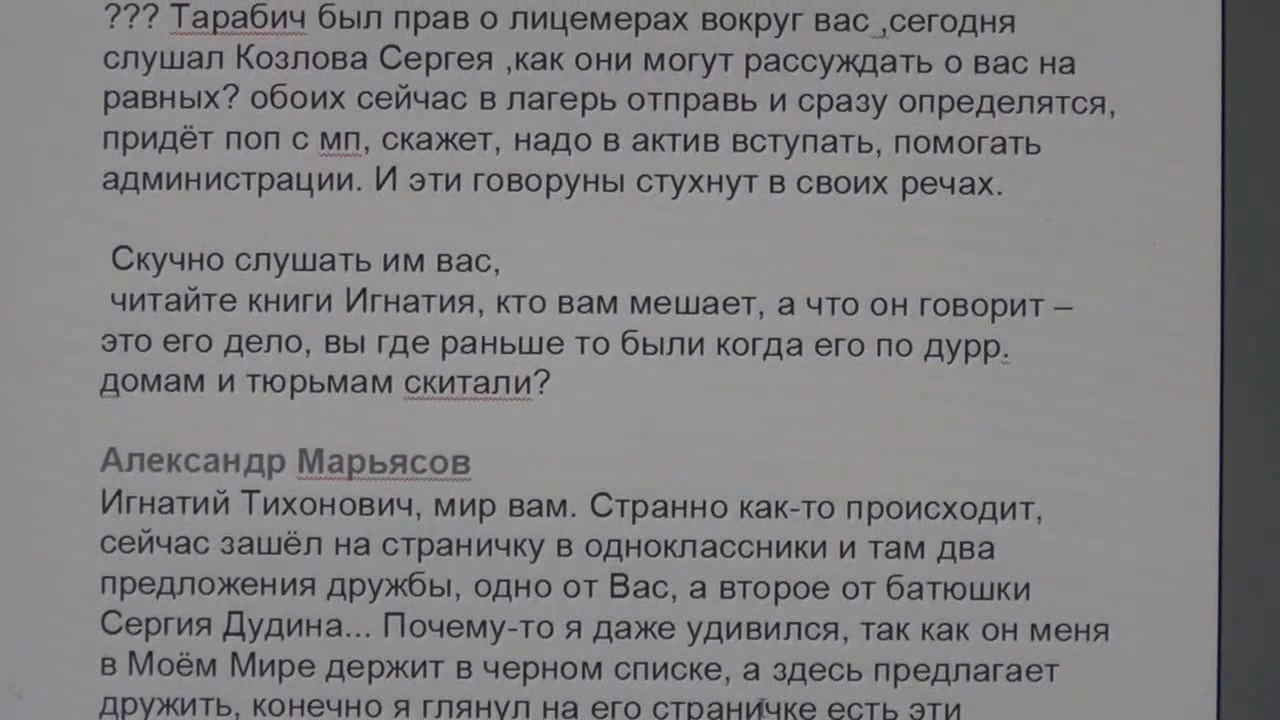 ??? Тарабич был прав о лицемерах вокруг вас ,сегодня
слушал Козлова Сергея ,как они могут рассуждать о вас на
равных? обоих сейчас в лагерь отправь и сразу определятся,
придёт поп с мп, скажет, надо в актив вступать, помогать
администрации. И эти говоруны стухнут в своих речах.
Скучно слушать им вас,
читайте книги Игнатия, кто вам мешает, а что он говорит –
это его дело, вы где раньше то были когда его по дурр.
домам и тюрьмам скитали?
Александр Марьясов
Игнатий Тихонович, мир вам. Странно как-то происходит,
сейчас зашёл на страничку в одноклассники и там два
предложения дружбы, одно от Вас, а второе от батюшки
Сергия Дудина... Почему-то я даже удивился, так как он меня
в Моём Мире держит в черном списке, а здесь предлагает
дружить, конечно я глянул на его страничке есть эти